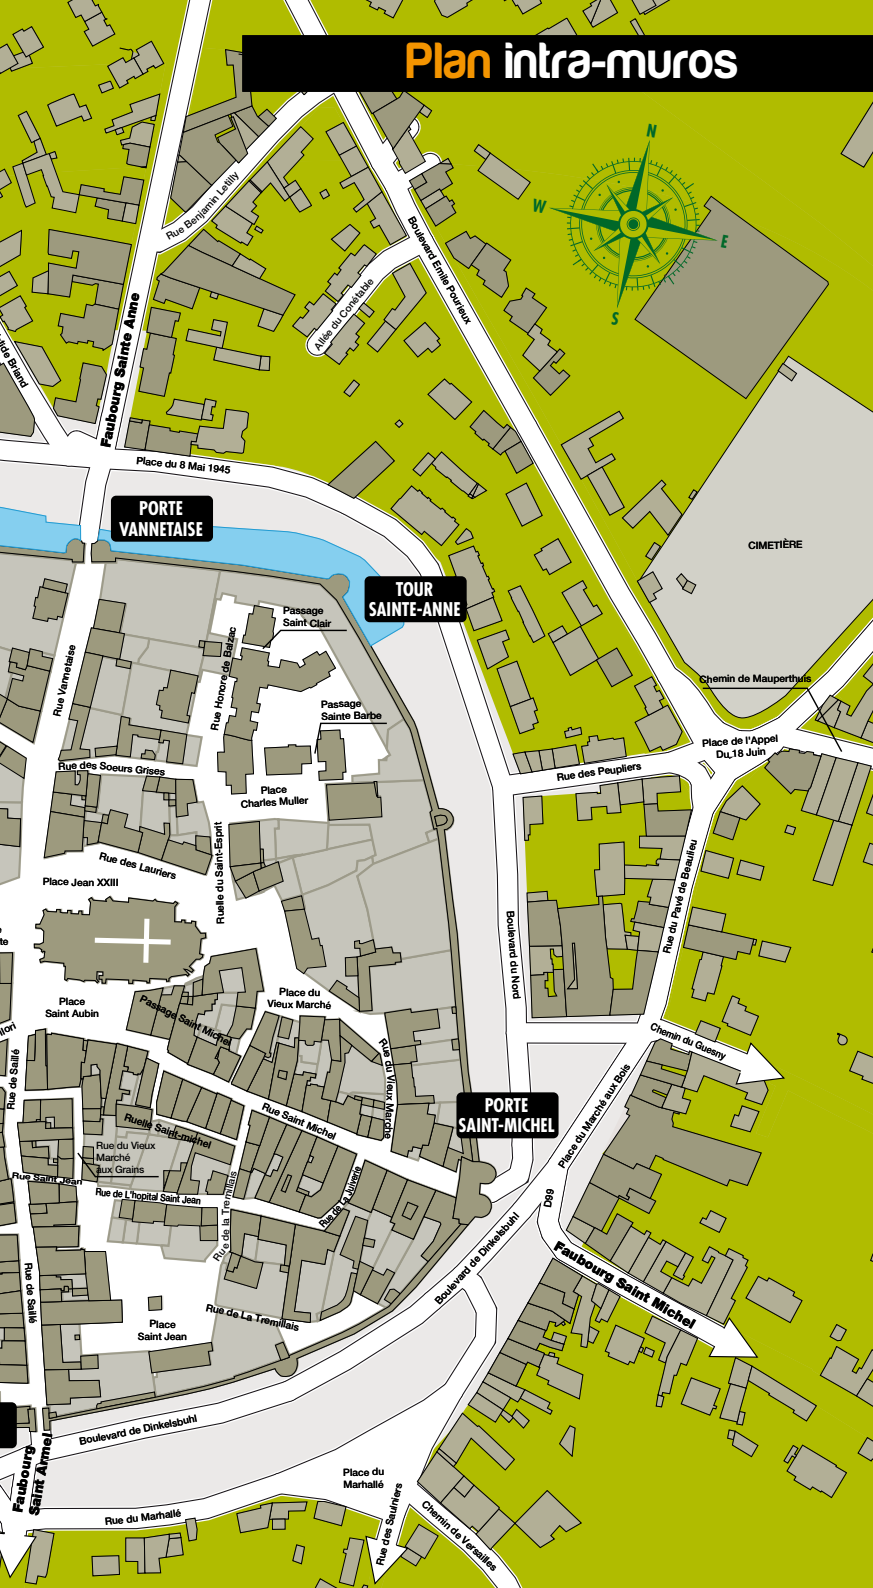 Plan intra-muros
N
W
E
S
Rue Benjamin Letilly
Boulevard Emile Pourieux
Allée du Conétable
Faubourg Sainte Anne
Briand
Place du 8 Mai 1945
PORTE
VANNETAISE
CIMETIÈRE
TOUR
SAINTE-ANNE
Passage
Saint Clair
Rue Vannetaise
Rue Honoré de Balzac
Chemin de Mauperthuis
Passage
Sainte Barbe
Place de l'Appel
Du 18 Juin
Rue des Soeurs Grises
Rue des Peupliers
Place
Charles Muller
Rue des Lauriers
Ruelle du Saint-Esprit
Place Jean XXIII
Rue du Pavé de Beaulieu
Boulevard du Nord
Place
Saint Aubin
Passage Saint Michel
Place du
Vieux Marché
Chemin du Guesny
Rue de Saillé
Rue du Vieux Marché
Rue Saint Michel
PORTE
SAINT-MICHEL
Place du Marché aux Bois
Ruelle Saint-michel
Rue du Vieux
Marché
aux Grains
Rue Saint Jean
Rue de L'hopital Saint Jean
Rue de la Tremillais
Rue de La Juiverie
D99
Boulevard de Dinkelsbuhl
Faubourg Saint Michel
Rue de Saillé
Rue de La Tremillais
Place
Saint Jean
Boulevard de Dinkelsbuhl
Faubourg
Saint Armel
Place du
Marhallé
Rue du Marhallé
Rue des Saulniers
Chemin de Versailles